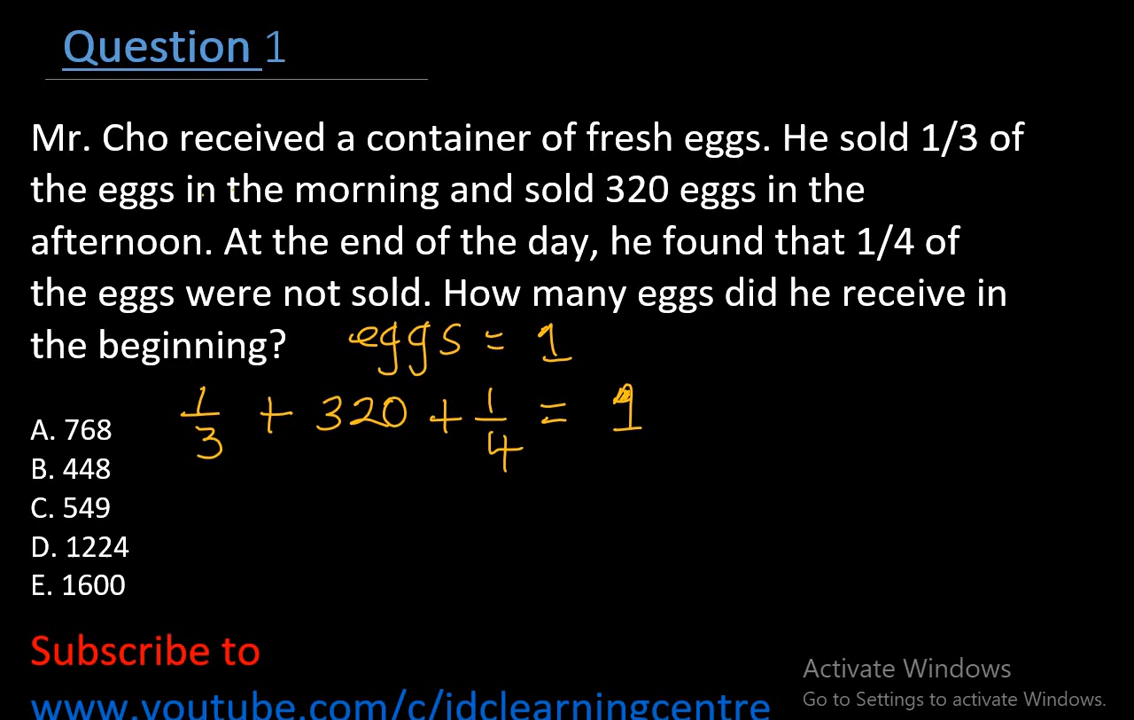 Question 1
Mr. Cho received a container of fresh eggs. He sold 1/3 of
the eggs in the morning and sold 320 eggs in the
afternoon. At the end of the day, he found that 1/4 of
the eggs were not sold. How many eggs did he receive in
the beginning? eggs = 1
1/3 + 320 + 1/4 = 1
A. 768
B. 448
C. 549
D. 1224
E. 1600
Subscribe to
www.youtube.com/c/idclearningcentre
Activate Windows
Go to Settings to activate Windows.